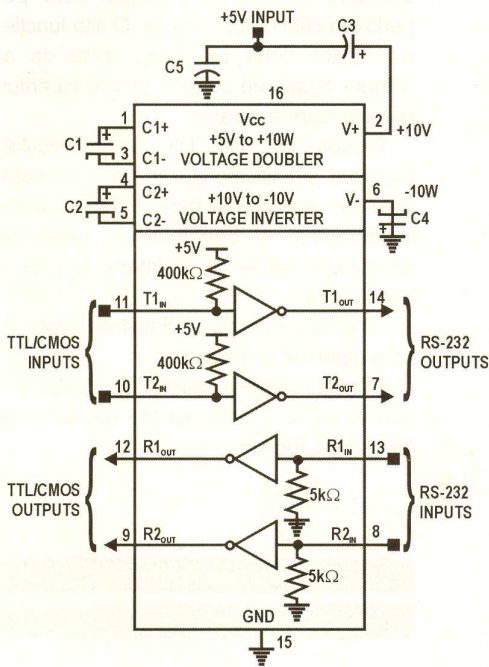 +5V INPUT
C3
+
C5
16
1
C1+
Vcc
V+
2
+10V
+
C1
+5V to +10W
3
C1-
VOLTAGE DOUBLER
4
C2+
+
C2
+10V to -10V
V-
6
-10W
5
C2-
VOLTAGE INVERTER
C4
+
+5V
400kΩ
11
T1IN
T1OUT
14
TTL/CMOS
INPUTS
+5V
400kΩ
RS-232
OUTPUTS
10
T2IN
T2OUT
7
12
R1OUT
R1IN
13
TTL/CMOS
OUTPUTS
5kΩ
RS-232
INPUTS
9
R2OUT
R2IN
8
5kΩ
GND
15